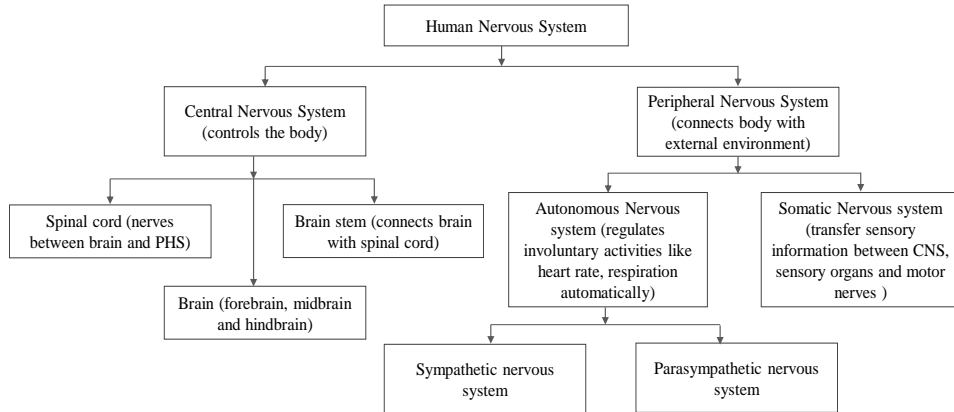 Human Nervous System
Central Nervous System
(controls the body)
Peripheral Nervous System
(connects body with
external environment)
Spinal cord (nerves
between brain and PHS)
Brain stem (connects brain
with spinal cord)
Brain (forebrain, midbrain
and hindbrain)
Autonomous Nervous
system (regulates
involuntary activities like
heart rate, respiration
automatically)
Somatic Nervous system
(transfer sensory
information between CNS,
sensory organs and motor
nerves )
Sympathetic nervous
system
Parasympathetic nervous
system